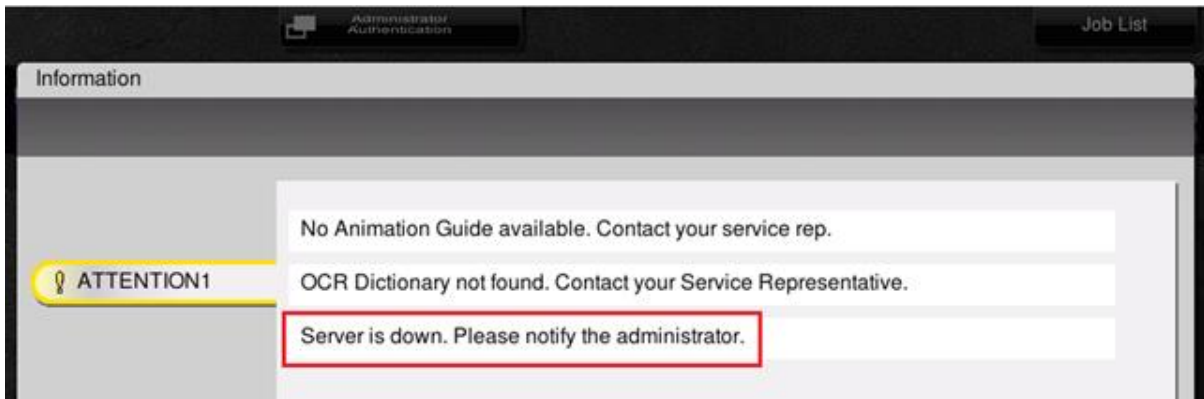 Administrator
Authentication
Job List
Information
No Animation Guide available. Contact your service rep.
ATTENTION1
OCR Dictionary not found. Contact your Service Representative.
Server is down. Please notify the administrator.